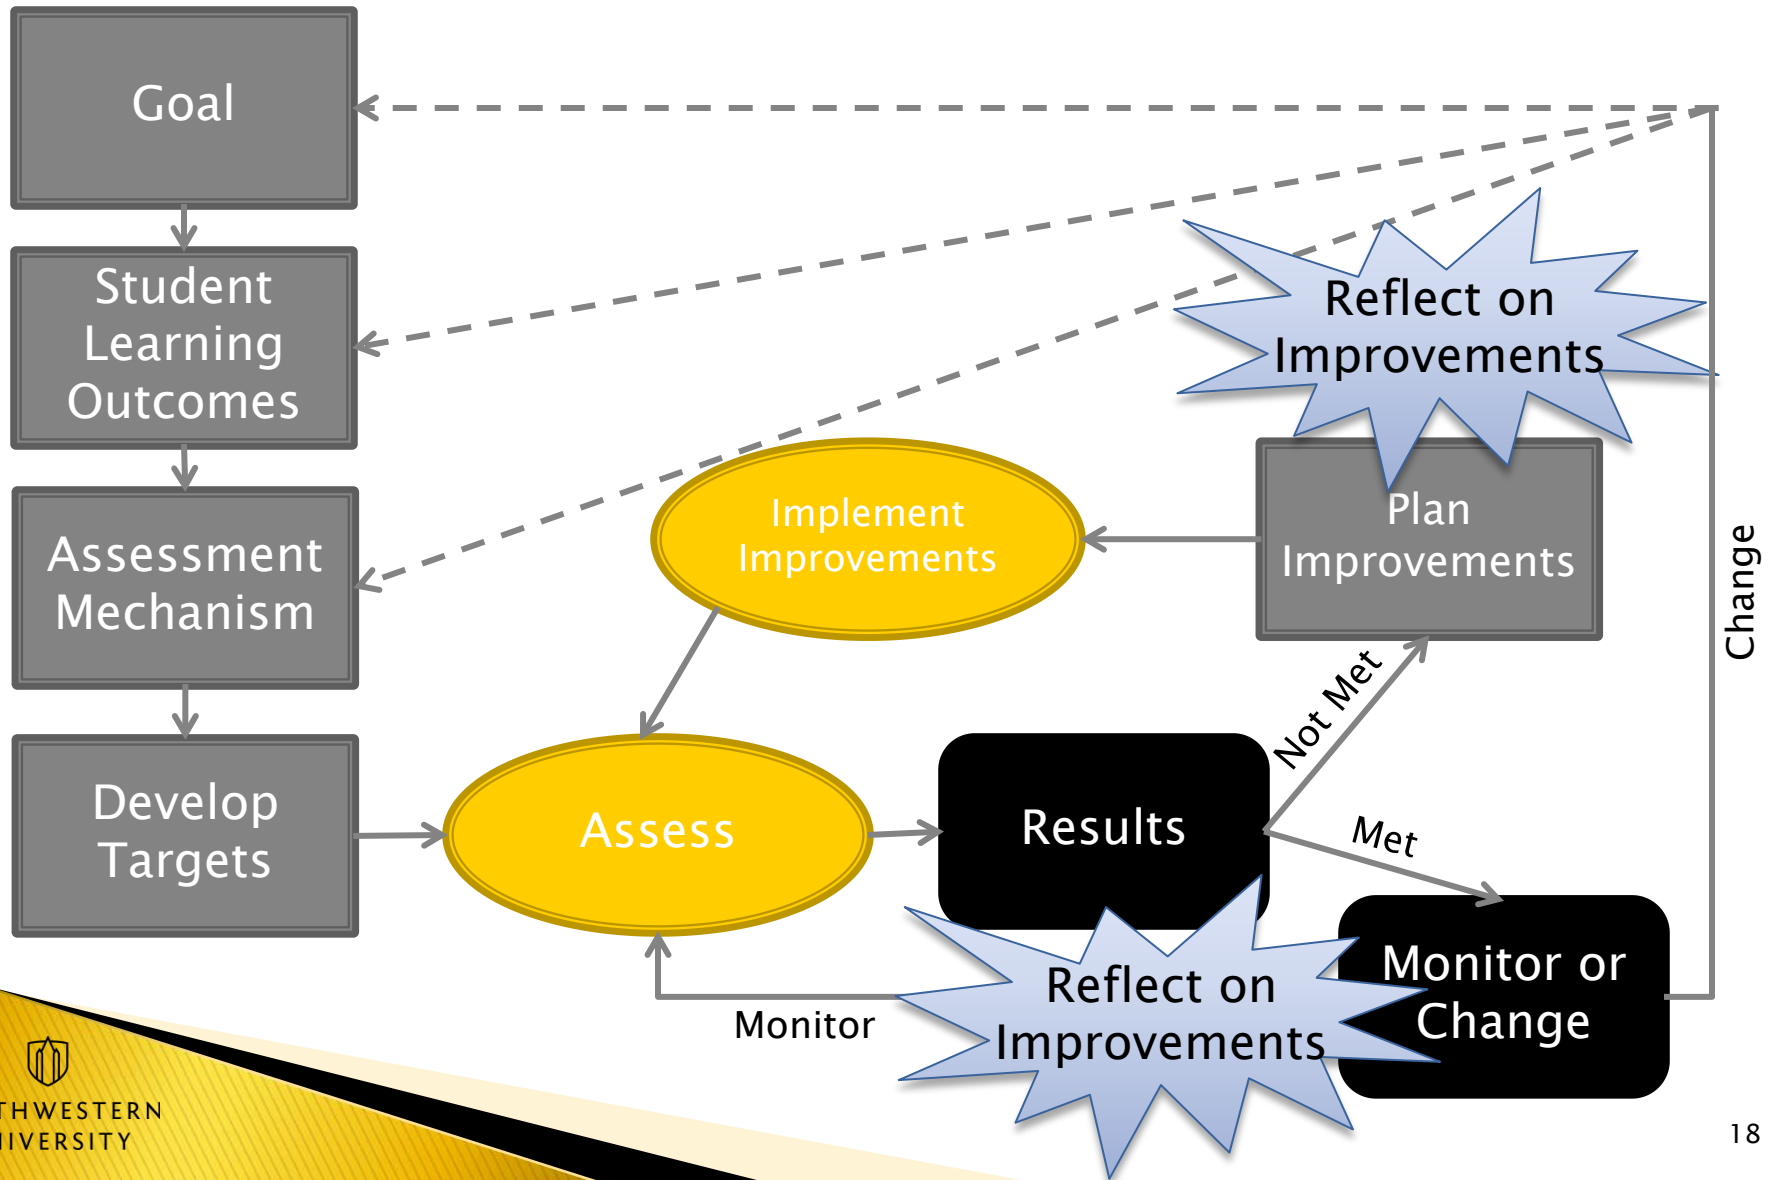 Goal
Student
Learning
Outcomes
Assessment
Mechanism
Develop
Targets
Assess
Implement
Improvements
Results
Reflect on
Improvements
Plan
Improvements
Not Met
Met
Monitor or
Change
Change
Monitor
Reflect on
Improvements
THWESTERN
IVERSITY
18